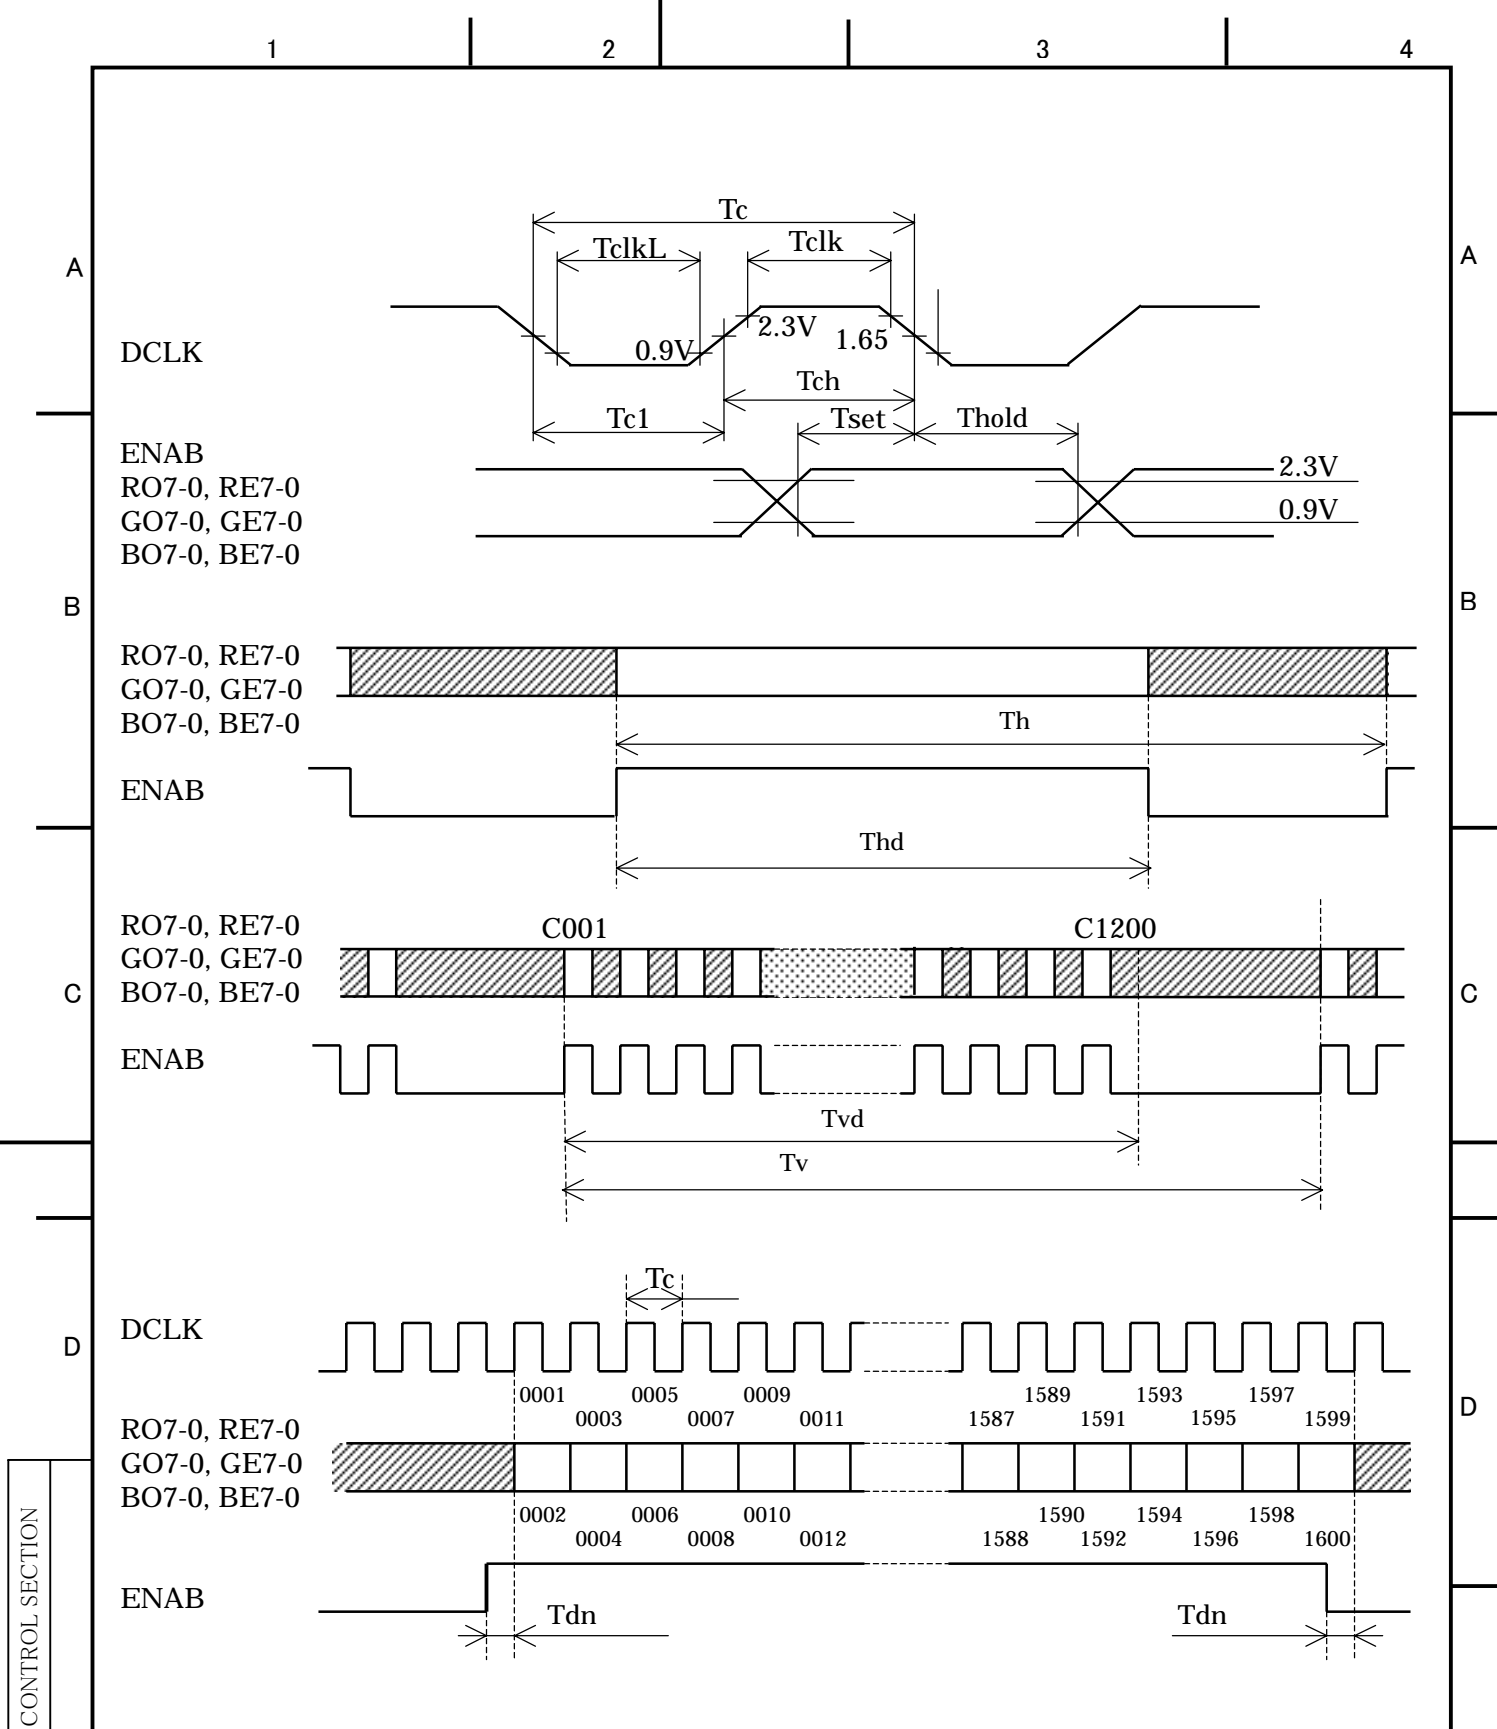 1 2 3 4
Tc
TclkL Tclk
A A
2.3V
DCLK 0.9V 1.65
Tch
Tc1 Tset Thold
ENAB
2.3V
RO7-0, RE7-0
GO7-0, GE7-0 0.9V
BO7-0, BE7-0
B B
RO7-0, RE7-0
GO7-0, GE7-0
BO7-0, BE7-0 Th
ENAB
Thd
RO7-0, RE7-0 C001 C1200
GO7-0, GE7-0
BO7-0, BE7-0
C C
ENAB
Tvd
Tv
Tc
DCLK
D D
0001 0005 0009 1589 1593 1597
0003 0007 0011 1587 1591 1595 1599
RO7-0, RE7-0
GO7-0, GE7-0
BO7-0, BE7-0
0002 0006 0010 1590 1594 1598
0004 0008 0012 1588 1592 1596 1600
ENAB
Tdn Tdn
CONTROL SECTION